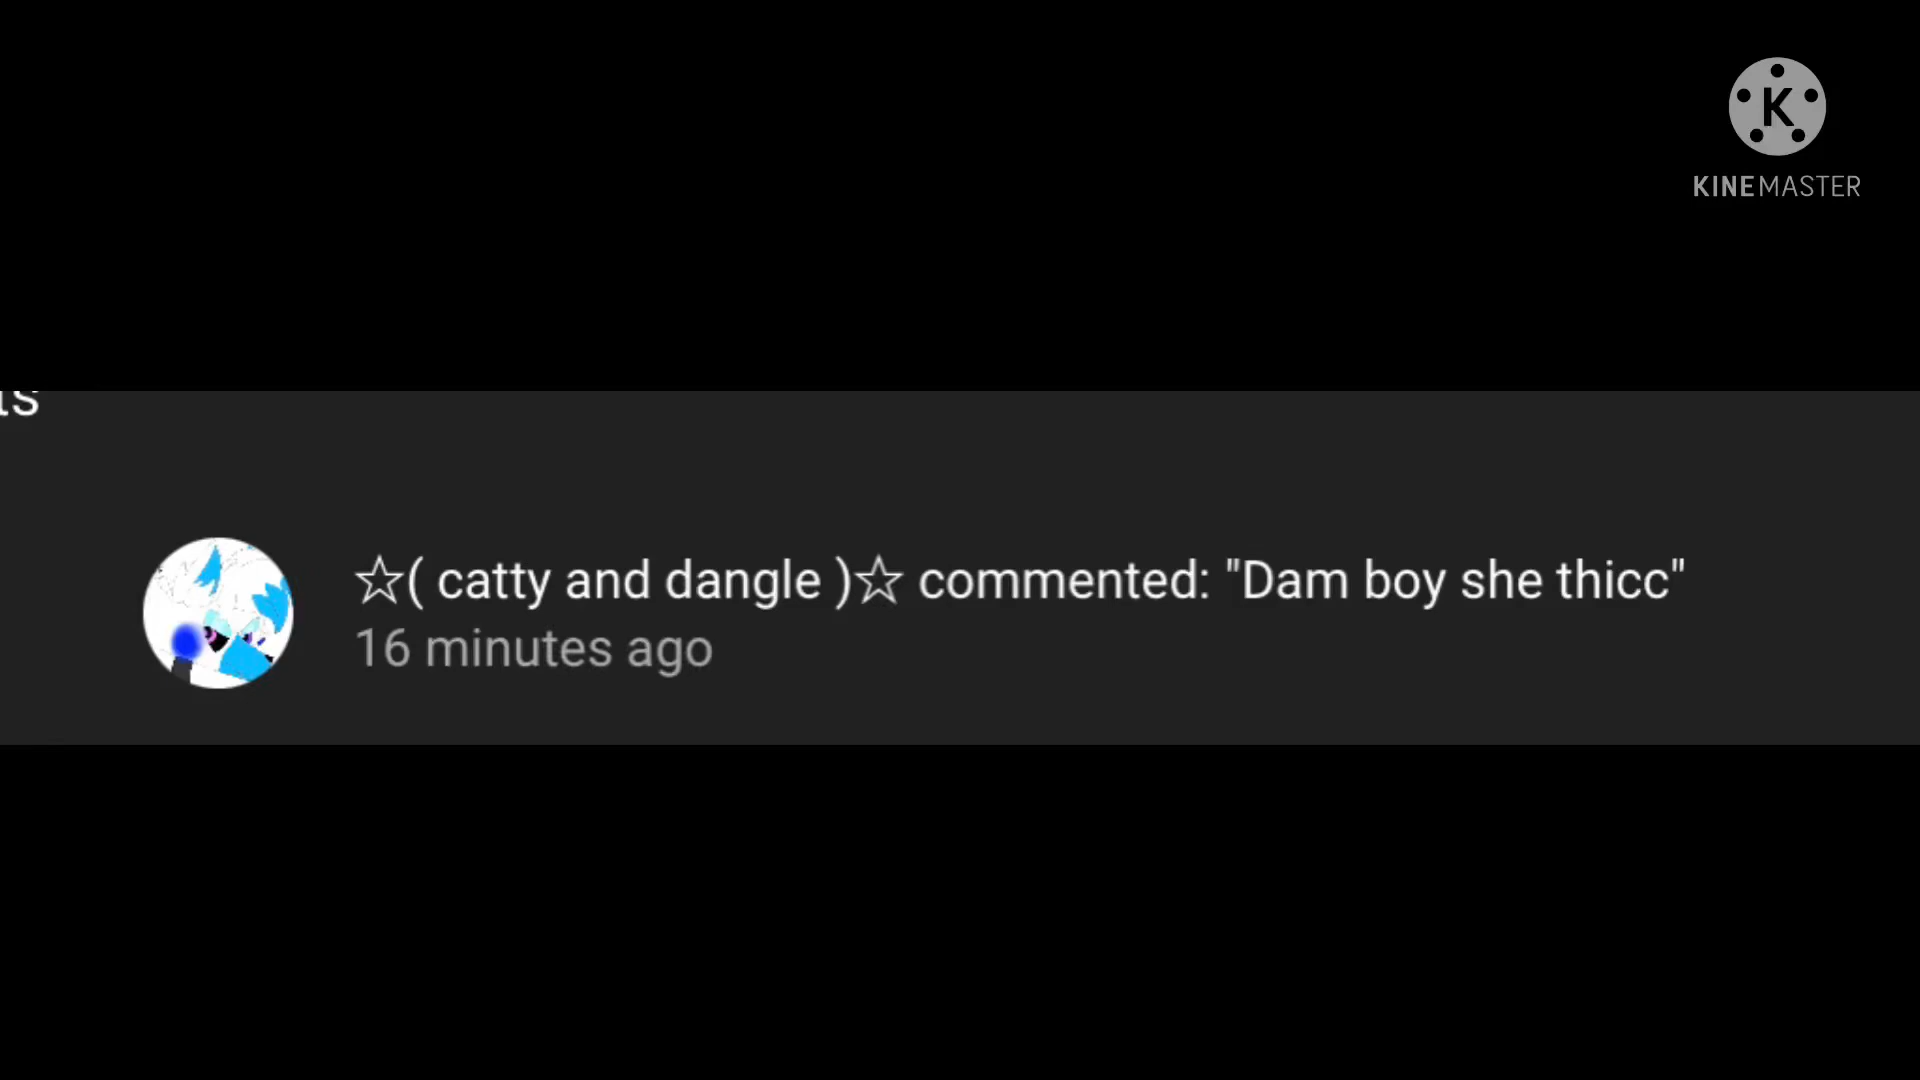 K
KINEMASTER
☆( catty and dangle )☆ commented: "Dam boy she thicc"
16 minutes ago